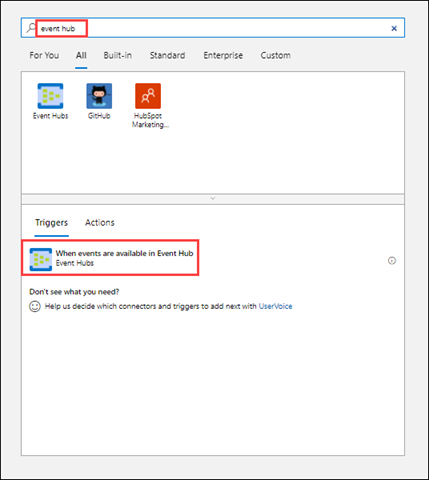 event hub
For You All Built-in Standard Enterprise Custom
Event Hubs GitHub HubSpot
Marketing...
Triggers Actions
When events are available in Event Hub
Event Hubs
Don't see what you need?
Help us decide which connectors and triggers to add next with UserVoice